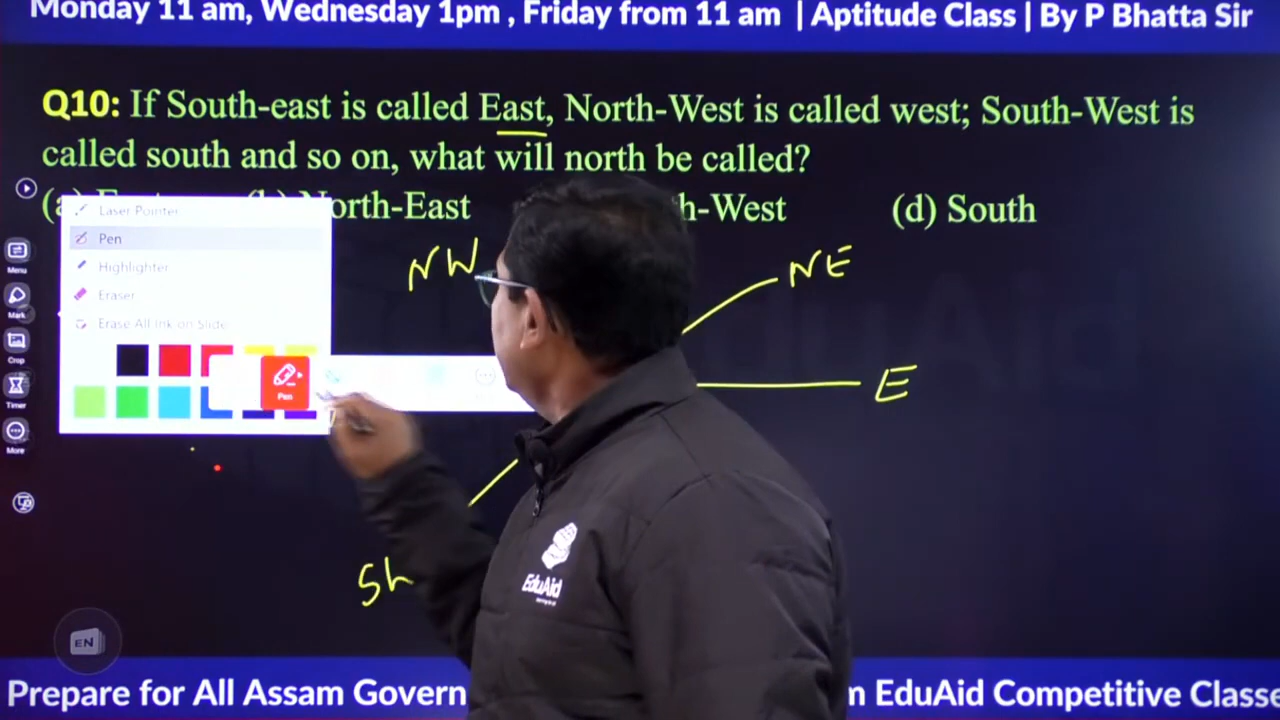 Monday 11 am, Wednesday 1pm , Friday from 11 am | Aptitude Class | By P Bhatta Sir
Q10: If South-east is called East, North-West is called west; South-West is
called south and so on, what will north be called?
North-East
h-West
(d) South
Laser Pointer
Pen
Highlighter
Eraser
Erase All Ink on Slide
NW
NE
E
Menu
Mark
Crop
Pen
Timer
More
EduAid
EN
Prepare for All Assam Govern
m EduAid Competitive Classe